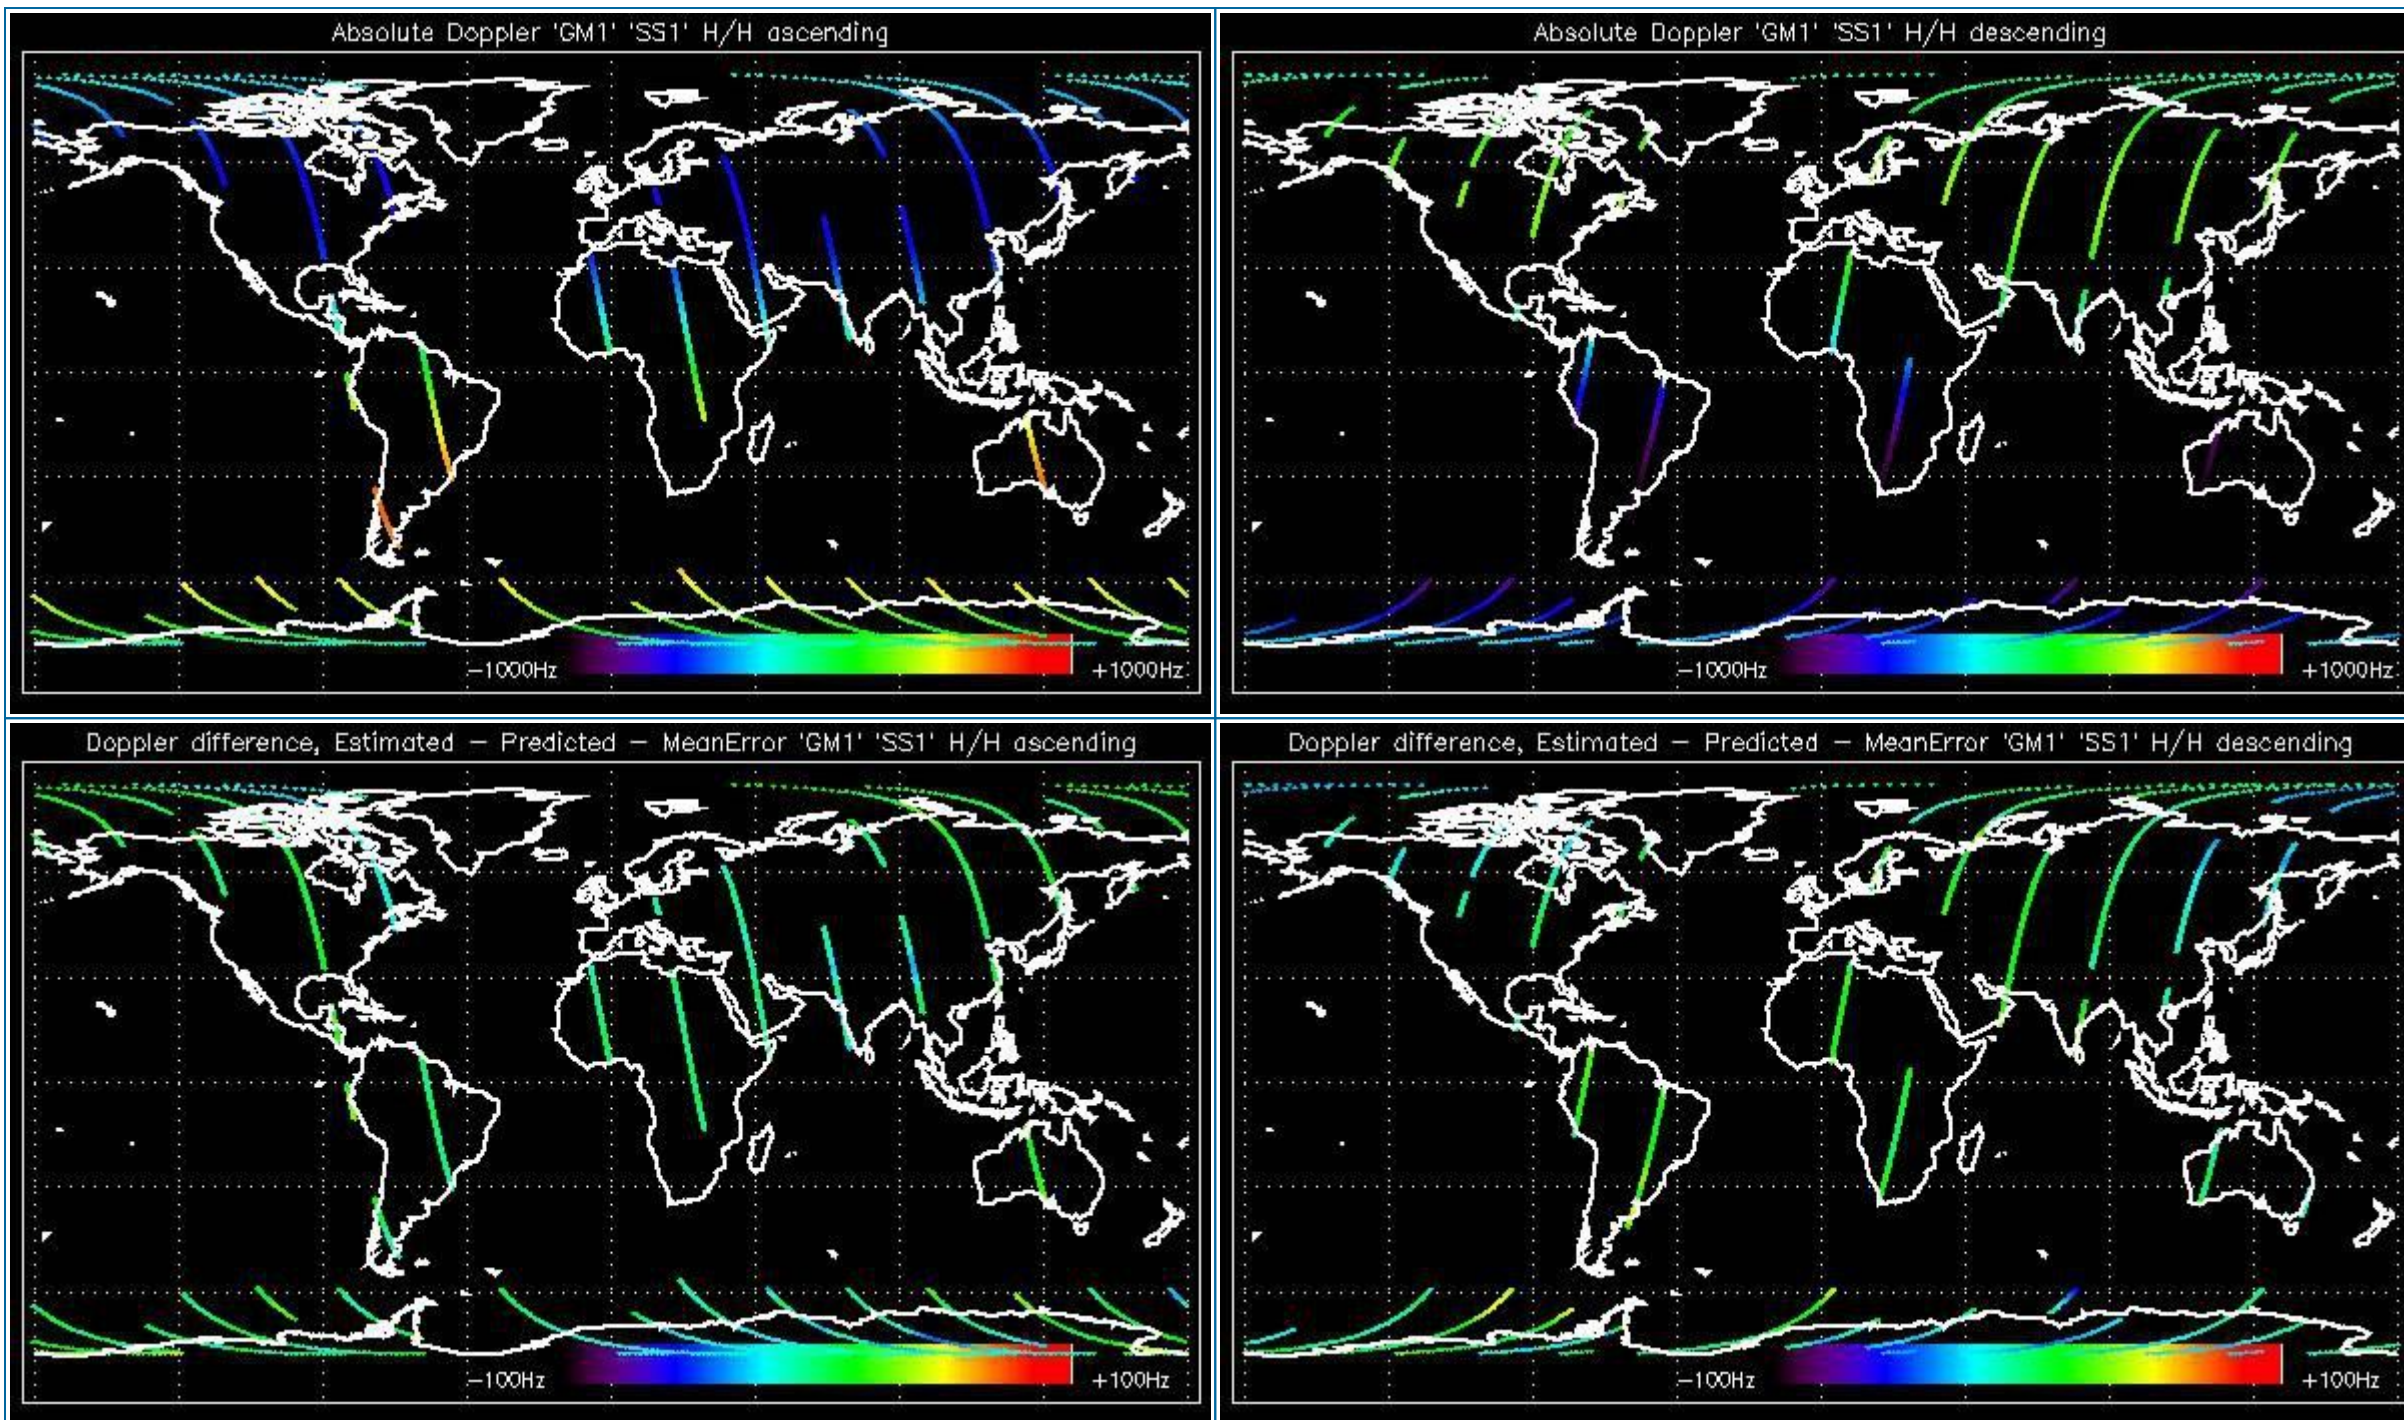 Absolute Doppler 'GM1' 'SS1' H/H ascending
-1000Hz
+1000Hz
Absolute Doppler 'GM1' 'SS1' H/H descending
-1000Hz
+1000Hz
Doppler difference, Estimated - Predicted - MeanError 'GM1' 'SS1' H/H ascending
-100Hz
+100Hz
Doppler difference, Estimated - Predicted - MeanError 'GM1' 'SS1' H/H descending
-100Hz
+100Hz